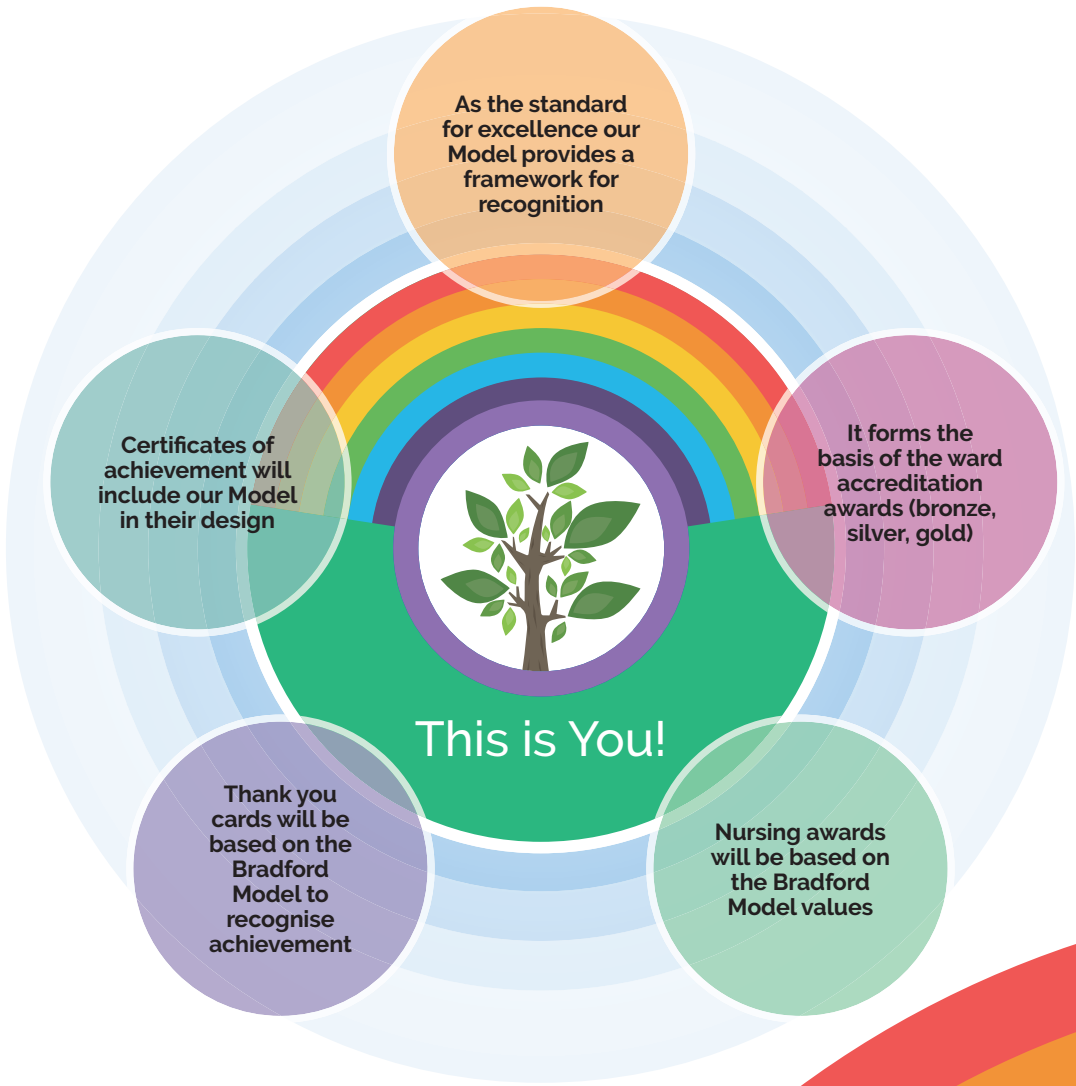 As the standard
for excellence our
Model provides a
framework for
recognition
Certificates of
achievement will
include our Model
in their design
It forms the
basis of the ward
accreditation
awards (bronze,
silver, gold)
This is You!
Thank you
cards will be
based on the
Bradford
Model to
recognise
achievement
Nursing awards
will be based on
the Bradford
Model values